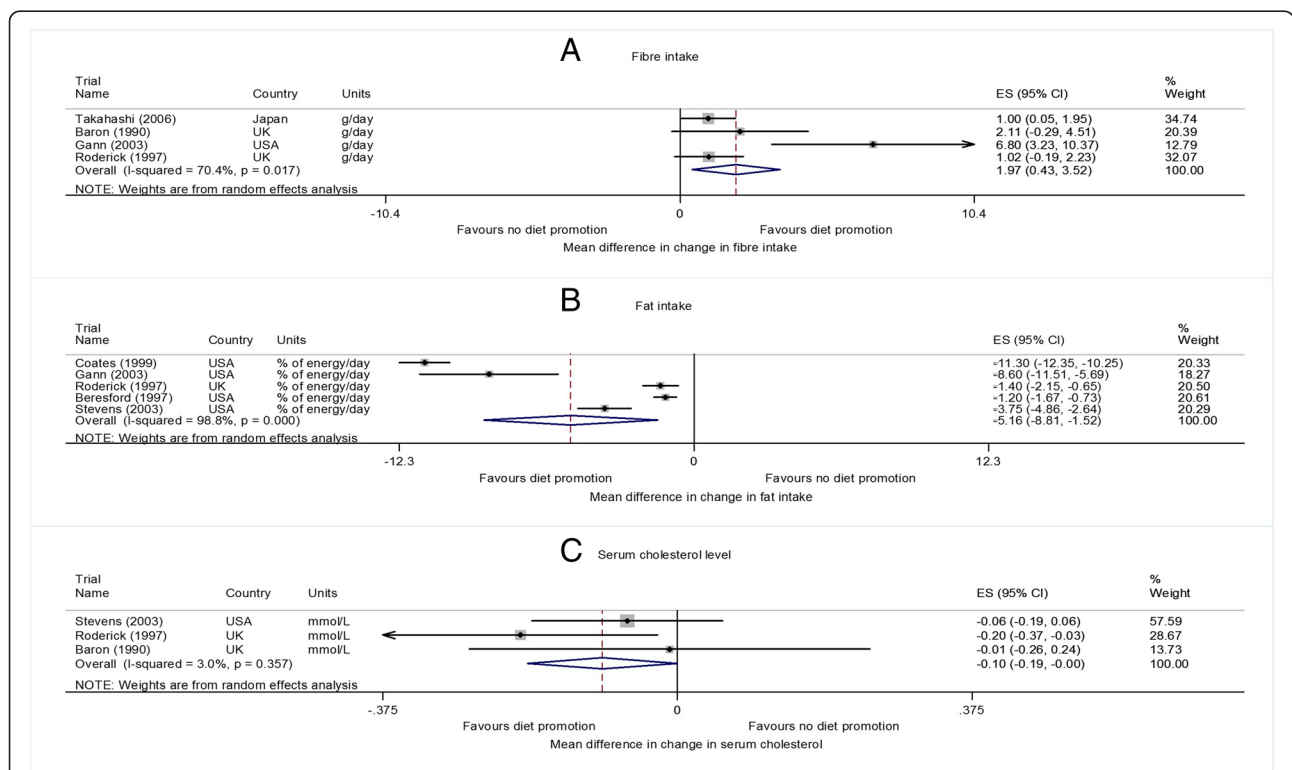 A Fibre intake
Trial %
Name Country Units ES (95% CI) Weight
Takahashi (2006) Japan g/day 1.00 (0.05, 1.95) 34.74
Baron (1990) UK g/day 2.11 (-0.29, 4.51) 20.39
Gann (2003) USA g/day 6.80 (3.23, 10.37) 12.79
Roderick (1997) UK g/day 1.02 (-0.19, 2.23) 32.07
Overall (I-squared = 70.4%, p = 0.017) 1.97 (0.43, 3.52) 100.00
NOTE: Weights are from random effects analysis
-10.4 0 10.4
Favours no diet promotion Favours diet promotion
Mean difference in change in fibre intake
B Fat intake
Trial %
Name Country Units ES (95% CI) Weight
Coates (1999) USA % of energy/day -11.30 (-12.35, -10.25) 20.33
Gann (2003) USA % of energy/day -8.60 (-11.51, -5.69) 18.27
Roderick (1997) UK % of energy/day -1.40 (-2.15, -0.65) 20.50
Beresford (1997) USA % of energy/day -1.20 (-1.67, -0.73) 20.61
Stevens (2003) USA % of energy/day -3.75 (-4.86, -2.64) 20.29
Overall (I-squared = 98.8%, p = 0.000) -5.16 (-8.81, -1.52) 100.00
NOTE: Weights are from random effects analysis
-12.3 0 12.3
Favours diet promotion Favours no diet promotion
Mean difference in change in fat intake
C Serum cholesterol level
Trial %
Name Country Units ES (95% CI) Weight
Stevens (2003) USA mmol/L -0.06 (-0.19, 0.06) 57.59
Roderick (1997) UK mmol/L -0.20 (-0.37, -0.03) 28.67
Baron (1990) UK mmol/L -0.01 (-0.26, 0.24) 13.73
Overall (I-squared = 3.0%, p = 0.357) -0.10 (-0.19, -0.00) 100.00
NOTE: Weights are from random effects analysis
-.375 0 .375
Favours diet promotion Favours no diet promotion
Mean difference in change in serum cholesterol